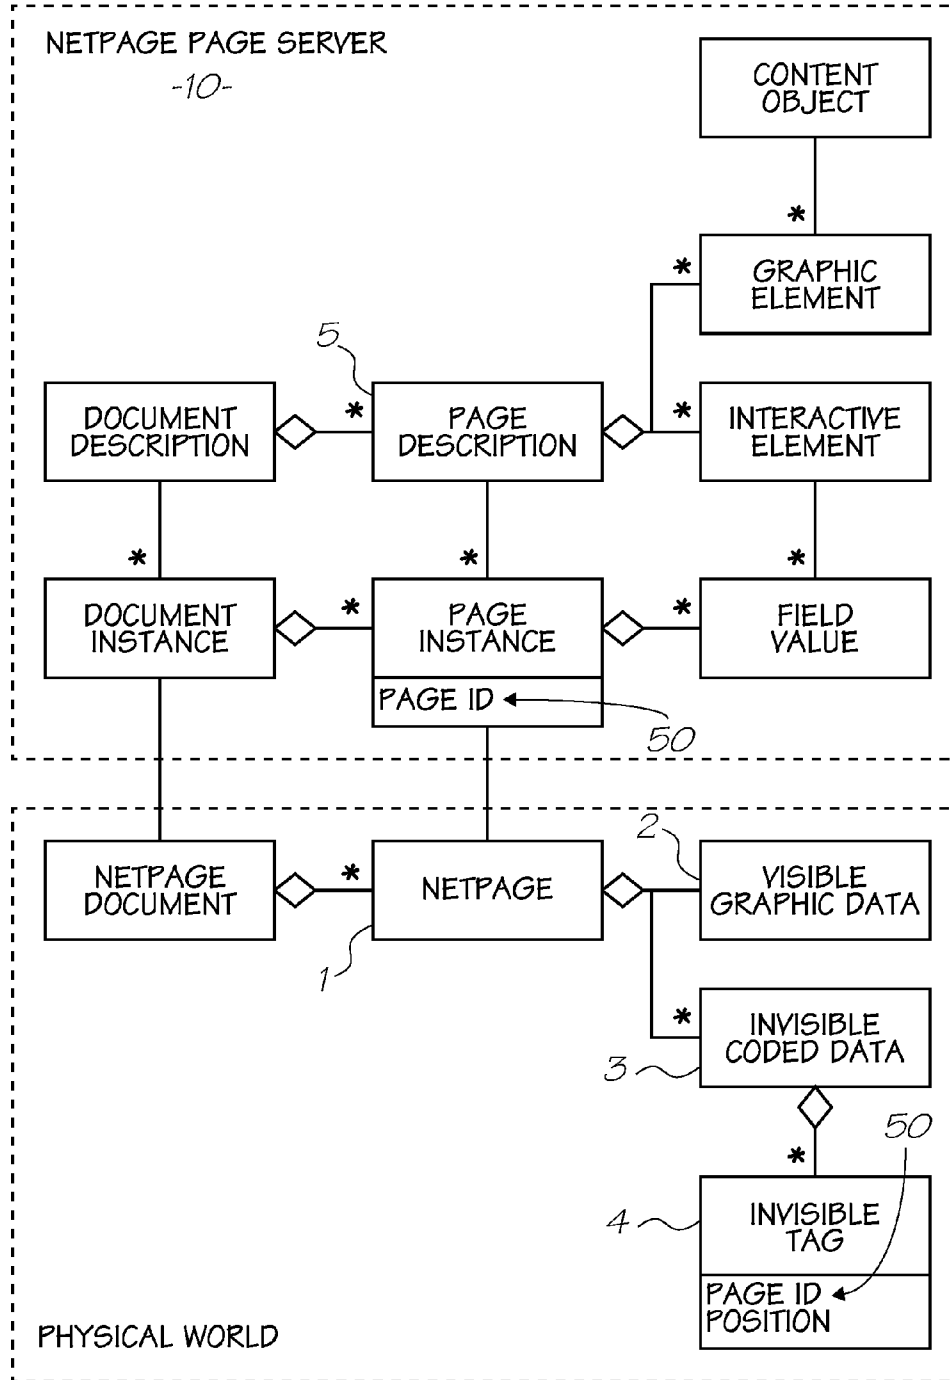 NETPAGE PAGE SERVER
-10-
CONTENT
OBJECT
*
*
GRAPHIC
ELEMENT
5
DOCUMENT
DESCRIPTION
*
PAGE
DESCRIPTION
*
INTERACTIVE
ELEMENT
*
*
*
DOCUMENT
INSTANCE
*
PAGE
INSTANCE
*
FIELD
VALUE
PAGE ID
50
2
NETPAGE
DOCUMENT
*
NETPAGE
VISIBLE
GRAPHIC DATA
1
*
INVISIBLE
CODED DATA
3
50
*
4
INVISIBLE
TAG
PAGE ID
POSITION
PHYSICAL WORLD